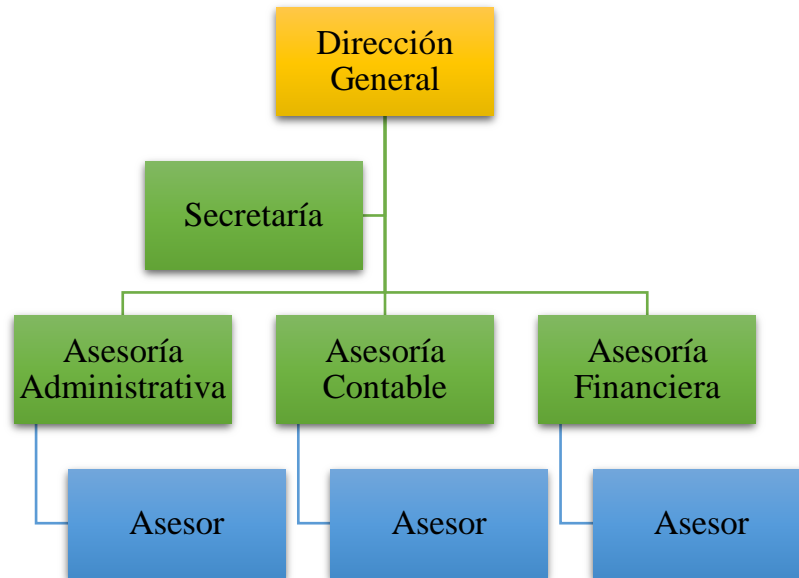 Dirección
General
Secretaría
Asesoría
Administrativa
Asesoría
Contable
Asesoría
Financiera
Asesor
Asesor
Asesor